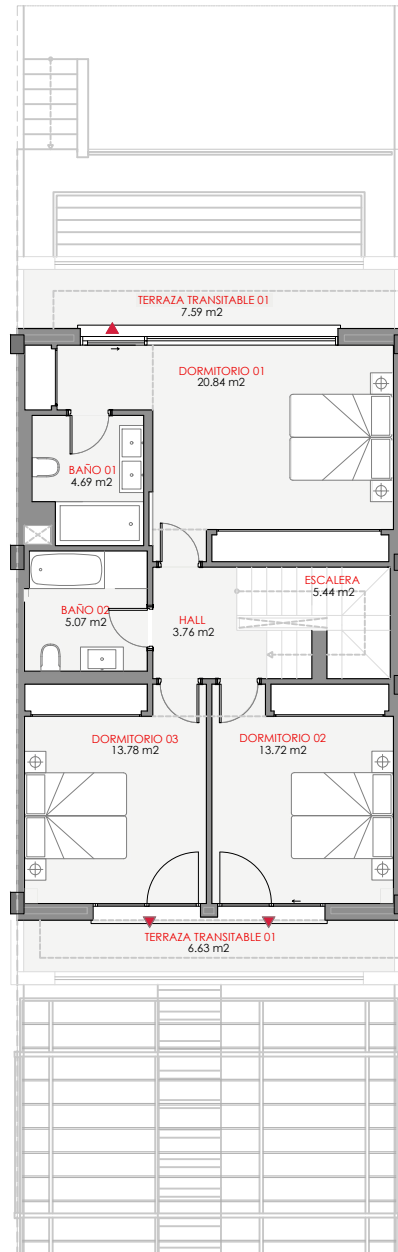 TERRAZA TRANSITABLE 01
7.59 m2
DORMITORIO 01
20.84 m2
BAÑO 01
4.69 m2
ESCALERA
5.44 m2
BAÑO 02
5.07 m2
HALL
3.76 m2
DORMITORIO 03
13.78 m2
DORMITORIO 02
13.72 m2
TERRAZA TRANSITABLE 01
6.63 m2